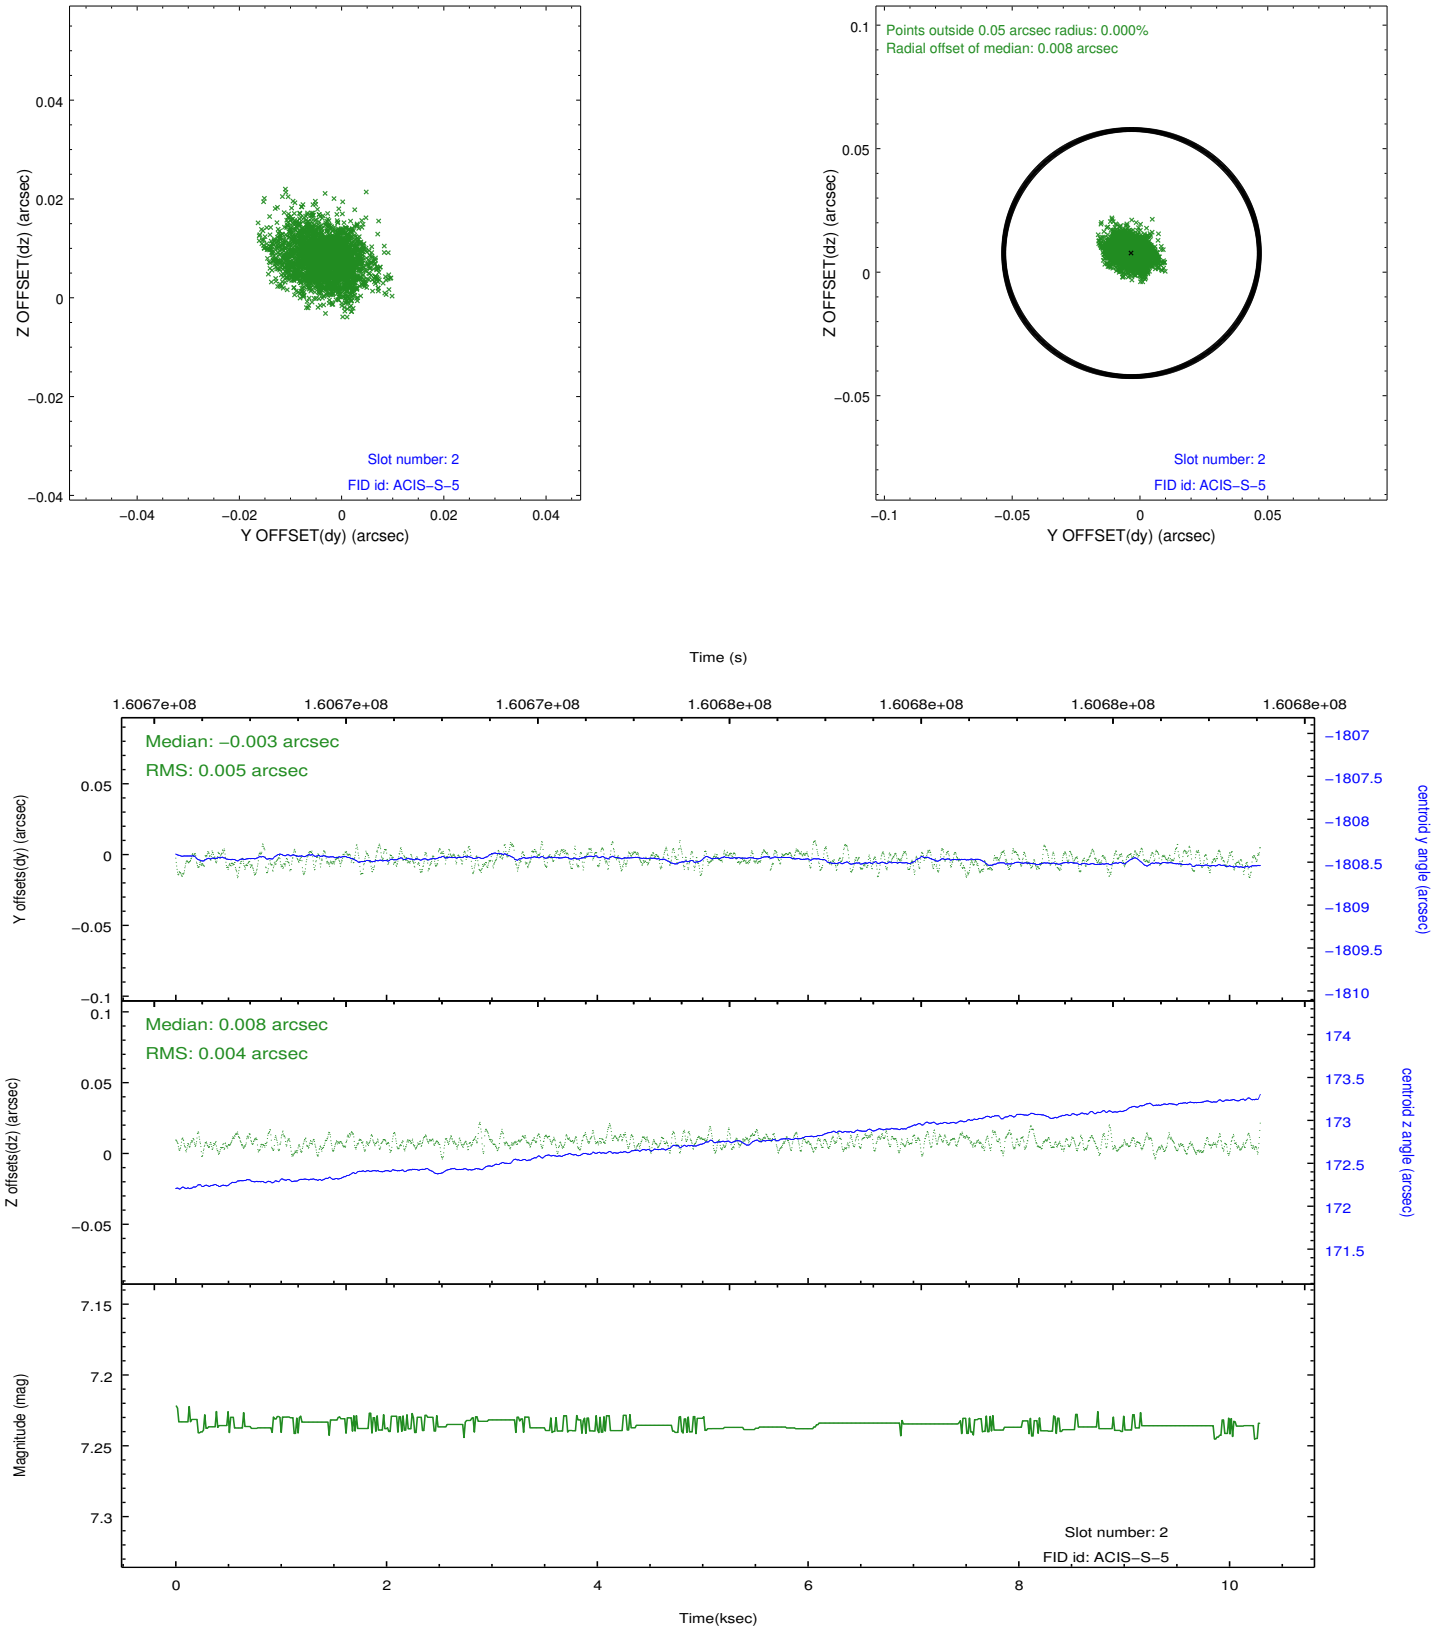 0.04
0.02
0
−0.02
−0.04
Z OFFSET(dz) (arcsec)
Slot number: 2
FID id: ACIS−S−5
−0.04 −0.02 0 0.02 0.04
Y OFFSET(dy) (arcsec)
Points outside 0.05 arcsec radius: 0.000%
Radial offset of median: 0.008 arcsec
0.1
0.05
0
−0.05
Z OFFSET(dz) (arcsec)
Slot number: 2
FID id: ACIS−S−5
−0.1 −0.05 0 0.05
Y OFFSET(dy) (arcsec)
Time (s)
1.6067e+08 1.6067e+08 1.6067e+08 1.6068e+08 1.6068e+08 1.6068e+08 1.6068e+08
Median: −0.003 arcsec
RMS: 0.005 arcsec
0.05
0
−0.05
−0.1
Y offsets(dy) (arcsec)
−1807
−1807.5
−1808
−1808.5
−1809
−1809.5
−1810
centroid y angle (arcsec)
Median: 0.008 arcsec
RMS: 0.004 arcsec
0.1
0.05
0
−0.05
Z offsets(dz) (arcsec)
174
173.5
173
172.5
172
171.5
centroid z angle (arcsec)
7.15
7.2
7.25
7.3
Magnitude (mag)
Slot number: 2
FID id: ACIS−S−5
0 2 4 6 8 10
Time(ksec)